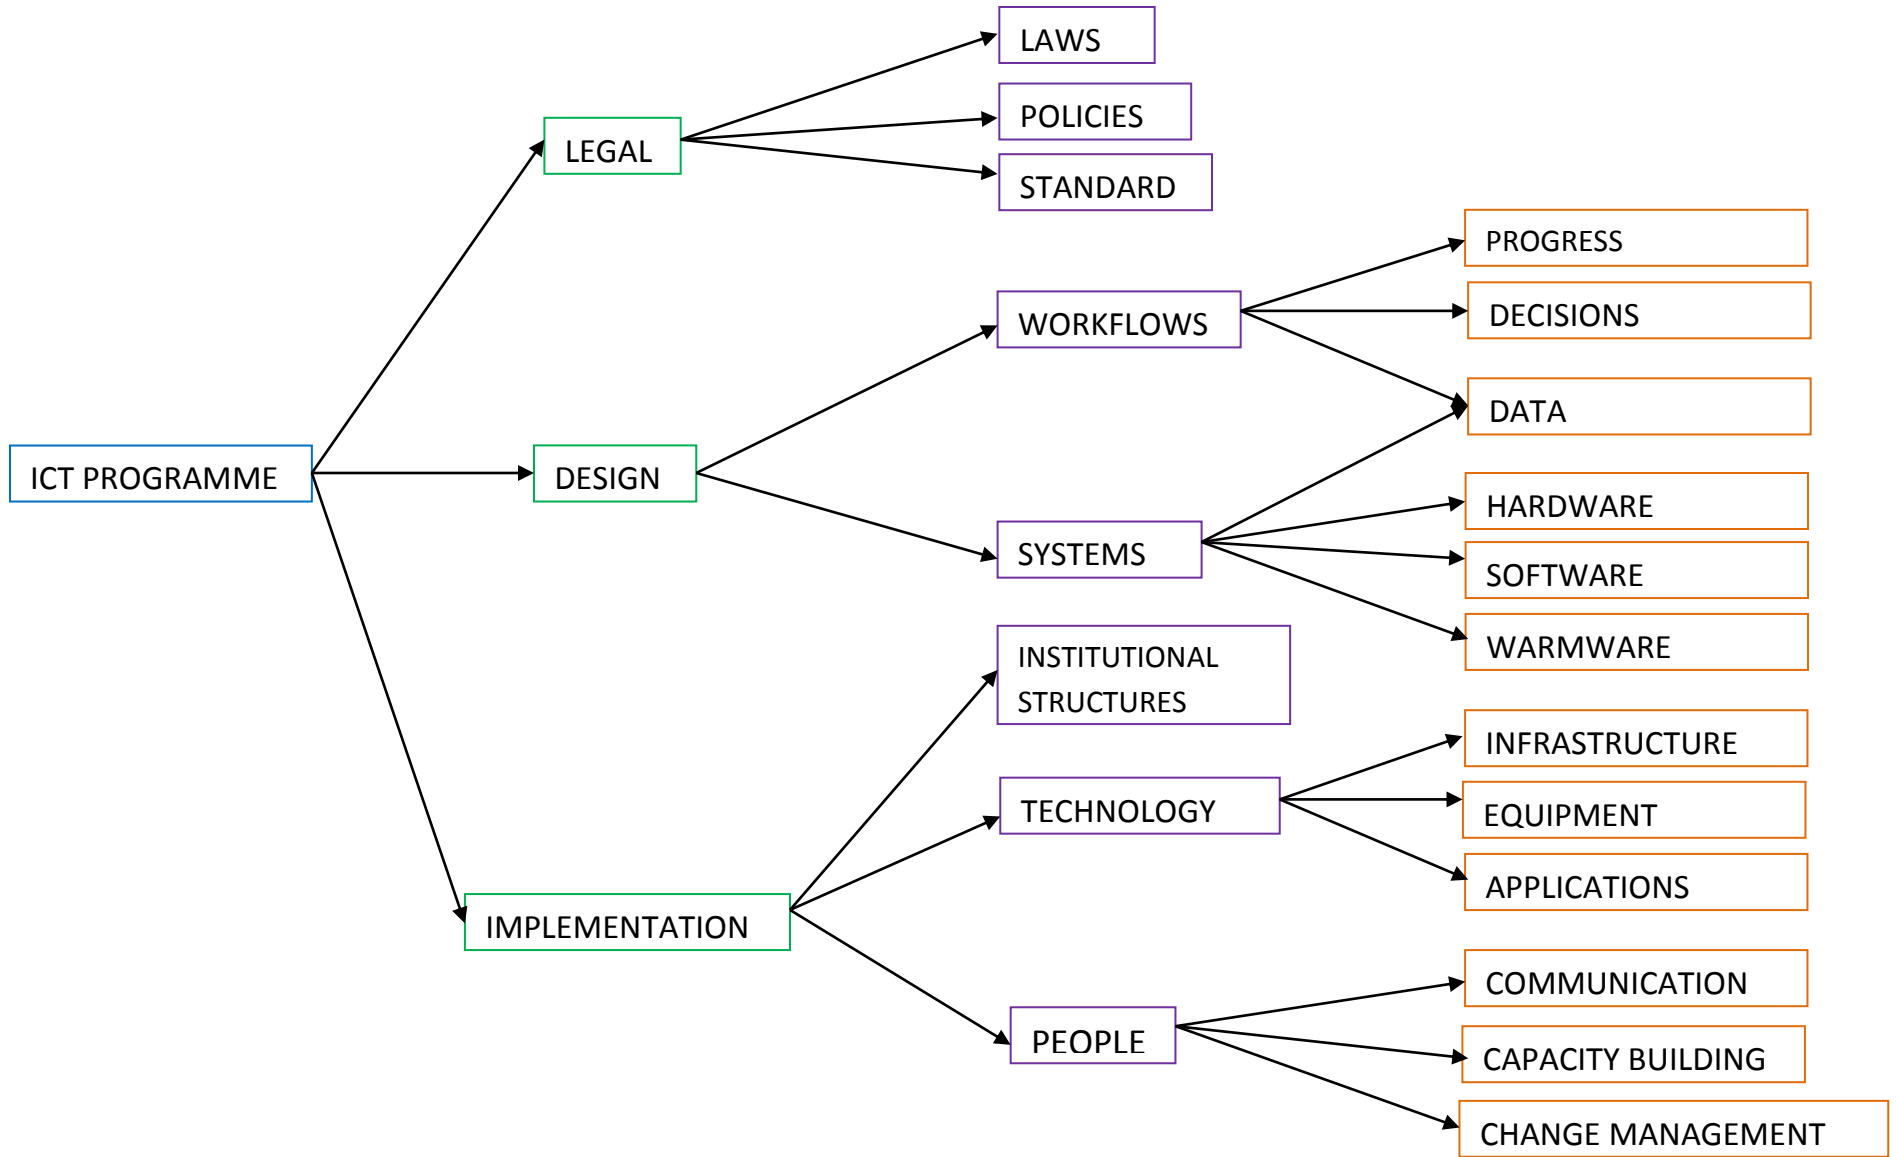 ICT PROGRAMME
LEGAL
DESIGN
IMPLEMENTATION
LAWS
POLICIES
STANDARD
WORKFLOWS
SYSTEMS
INSTITUTIONAL
STRUCTURES
TECHNOLOGY
PEOPLE
PROGRESS
DECISIONS
DATA
HARDWARE
SOFTWARE
WARMWARE
INFRASTRUCTURE
EQUIPMENT
APPLICATIONS
COMMUNICATION
CAPACITY BUILDING
CHANGE MANAGEMENT